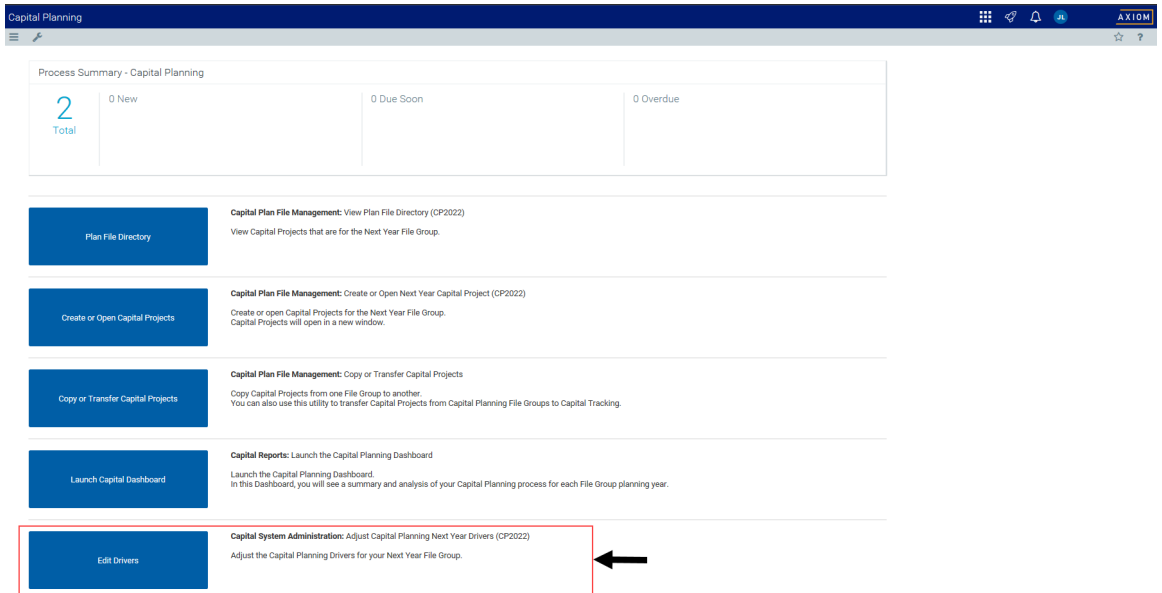 Capital Planning
JL
AXIOM
?
Process Summary - Capital Planning
2
Total
0 New
0 Due Soon
0 Overdue
Plan File Directory
Capital Plan File Management: View Plan File Directory (CP2022)
View Capital Projects that are for the Next Year File Group.
Create or Open Capital Projects
Capital Plan File Management: Create or Open Next Year Capital Project (CP2022)
Create or open Capital Projects for the Next Year File Group.
Capital Projects will open in a new window.
Copy or Transfer Capital Projects
Capital Plan File Management: Copy or Transfer Capital Projects
Copy Capital Projects from one File Group to another.
You can also use this utility to transfer Capital Projects from Capital Planning File Groups to Capital Tracking.
Launch Capital Dashboard
Capital Reports: Launch the Capital Planning Dashboard
Launch the Capital Planning Dashboard.
In this Dashboard, you will see a summary and analysis of your Capital Planning process for each File Group planning year.
Edit Drivers
Capital System Administration: Adjust Capital Planning Next Year Drivers (CP2022)
Adjust the Capital Planning Drivers for your Next Year File Group.